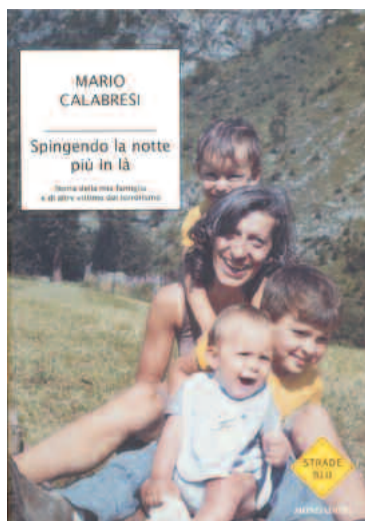 MARIO
CALABRESI
Spingendo la notte
più in là
Storia della mia famiglia
e di altre vittime del terrorismo
STRADE
BLU
MONDADORI